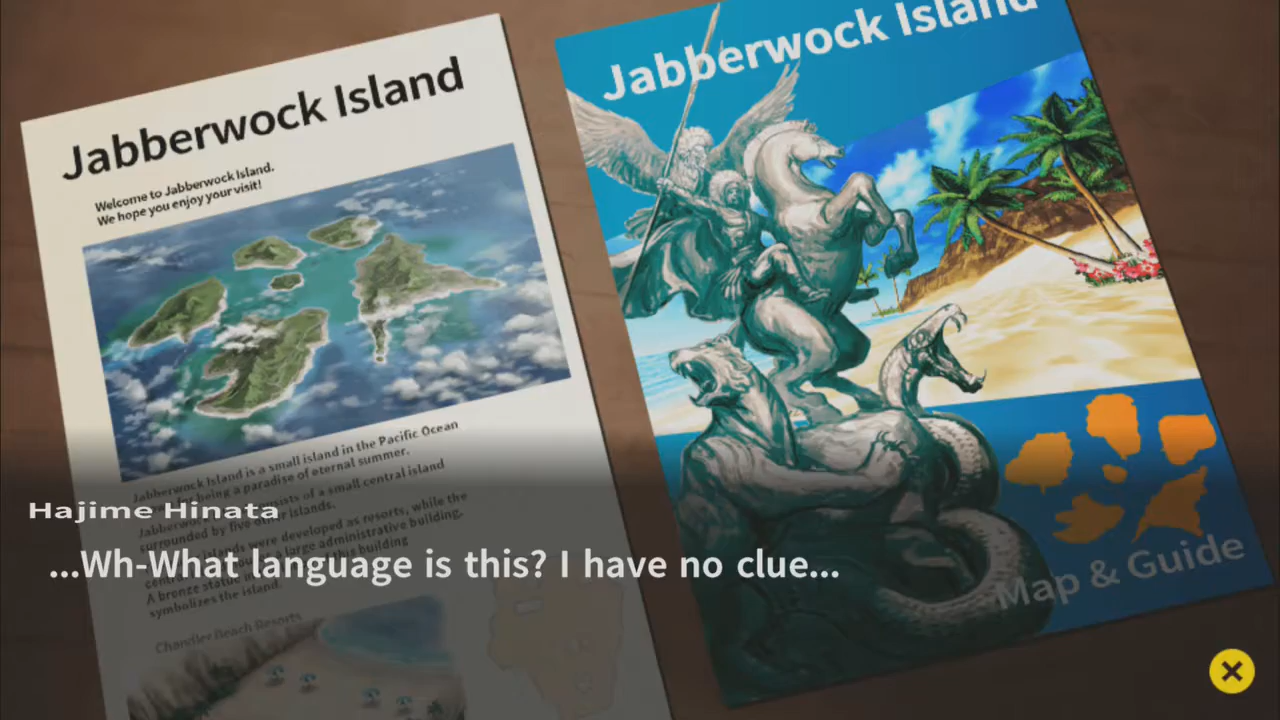 Jabberwock Island
Welcome to Jabberwock Island.
We hope you enjoy your visit!
Jabberwock Island is a small island in the Pacific Ocean
for being a paradise of eternal summer.
consists of a small central island
surrounded by five other islands.
islands were developed as resorts, while the
a large administrative building.
A bronze statue this building
symbolizes the island.
Chandler Beach Resorts
Jabberwock Island
Map & Guide
Hajime Hinata
...Wh-What language is this? I have no clue...